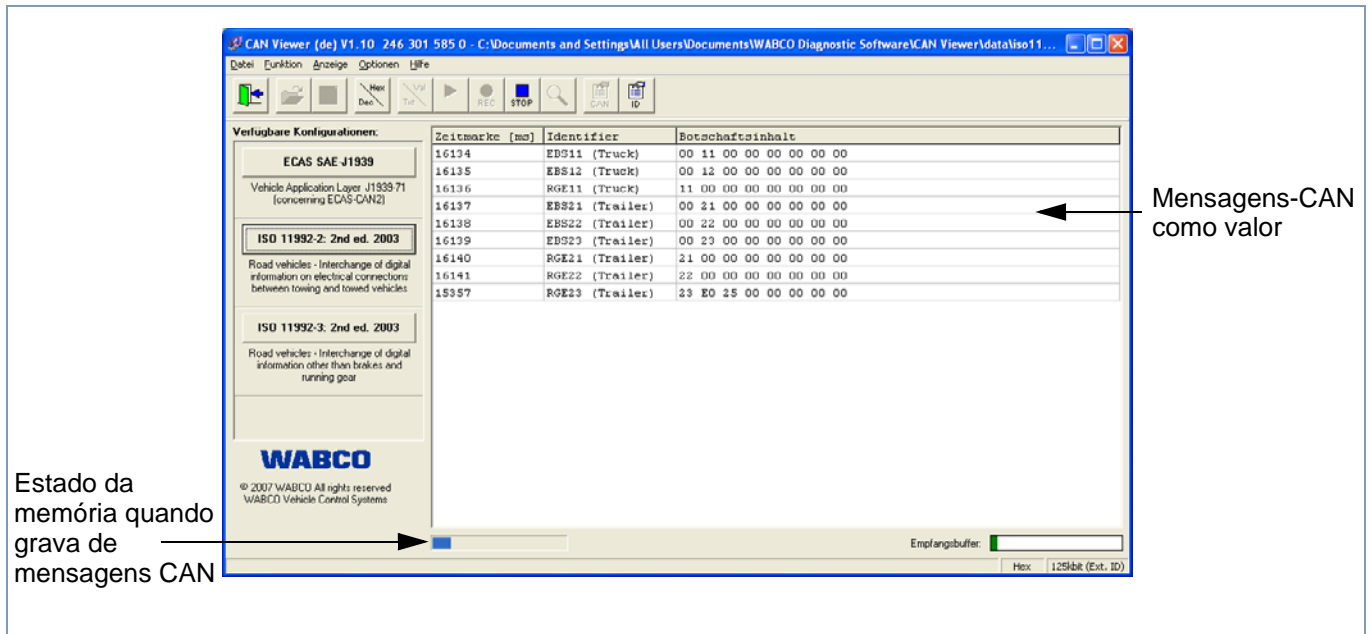 CAN Viewer (de) V1.10 246 301 585 0 - C:\Documents and Settings\All Users\Documents\WABCO Diagnostic Software\CAN Viewer\data\iso11...
Datei Funktion Anzeige Optionen Hilfe
Hex
Dec
Val
Txt
REC
STOP
CAN
ID
Verfügbare Konfigurationen:
ECAS SAE-J1939
Vehicle Application Layer J1939-71
(concerning ECAS-CAN2)
ISO 11992-2: 2nd ed. 2003
Road vehicles - Interchange of digital
information on electrical connections
between towing and towed vehicles
ISO 11992-3: 2nd ed. 2003
Road vehicles - Interchange of digital
information other than brakes and
running gear
WABCO
© 2007 WABCO All rights reserved
WABCO Vehicle Control Systems
Zeitmarke [ms] Identifier Botschaftsinhalt
16134 EBS11 (Truck) 00 11 00 00 00 00 00 00
16135 EBS12 (Truck) 00 12 00 00 00 00 00 00
16136 RGE11 (Truck) 11 00 00 00 00 00 00 00
16137 EBS21 (Trailer) 00 21 00 00 00 00 00 00
16138 EBS22 (Trailer) 00 22 00 00 00 00 00 00
16139 EBS23 (Trailer) 00 23 00 00 00 00 00 00
16140 RGE21 (Trailer) 21 00 00 00 00 00 00 00
16141 RGE22 (Trailer) 22 00 00 00 00 00 00 00
15357 RGE23 (Trailer) 23 E0 25 00 00 00 00 00
Mensagens-CAN
como valor
Estado da
memória quando
grava de
mensagens CAN
Empfangsbuffer:
Hex 125kbit (Ext. ID)